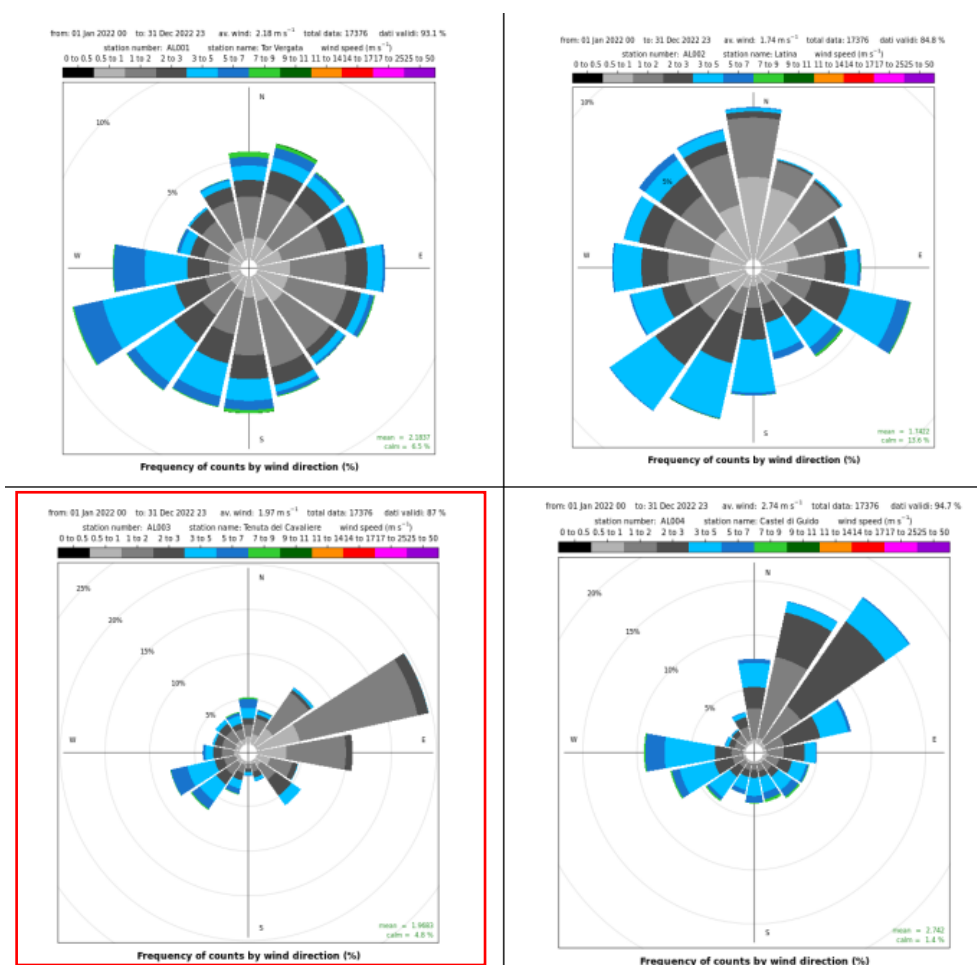 from: 01 Jan 2022 00 to: 31 Dec 2022 23 av. wind: 2.18 m s⁻¹ total data: 17376 dati validi: 93.1 %
station number: AL001 station name: Tor Vergata wind speed (m s⁻¹)
0 to 0.5 0.5 to 1 1 to 2 2 to 3 3 to 5 5 to 7 7 to 9 9 to 11 11 to 14 14 to 17 17 to 25 25 to 50
N
10%
5%
W
E
S
mean = 2.1837
calm = 6.5 %
Frequency of counts by wind direction (%)
from: 01 Jan 2022 00 to: 31 Dec 2022 23 av. wind: 1.74 m s⁻¹ total data: 17376 dati validi: 84.8 %
station number: AL002 station name: Latina wind speed (m s⁻¹)
0 to 0.5 0.5 to 1 1 to 2 2 to 3 3 to 5 5 to 7 7 to 9 9 to 11 11 to 14 14 to 17 17 to 25 25 to 50
10%
N
5%
W
E
S
mean = 1.7422
calm = 13.6 %
Frequency of counts by wind direction (%)
from: 01 Jan 2022 00 to: 31 Dec 2022 23 av. wind: 1.97 m s⁻¹ total data: 17376 dati validi: 87 %
station number: AL003 station name: Tenuta del Cavaliere wind speed (m s⁻¹)
0 to 0.5 0.5 to 1 1 to 2 2 to 3 3 to 5 5 to 7 7 to 9 9 to 11 11 to 14 14 to 17 17 to 25 25 to 50
N
25%
20%
15%
10%
5%
W
E
S
mean = 1.9683
calm = 4.8 %
Frequency of counts by wind direction (%)
from: 01 Jan 2022 00 to: 31 Dec 2022 23 av. wind: 2.74 m s⁻¹ total data: 17376 dati validi: 94.7 %
station number: AL004 station name: Castel di Guido wind speed (m s⁻¹)
0 to 0.5 0.5 to 1 1 to 2 2 to 3 3 to 5 5 to 7 7 to 9 9 to 11 11 to 14 14 to 17 17 to 25 25 to 50
N
20%
15%
10%
5%
W
E
S
mean = 2.742
calm = 1.4 %
Frequency of counts by wind direction (%)